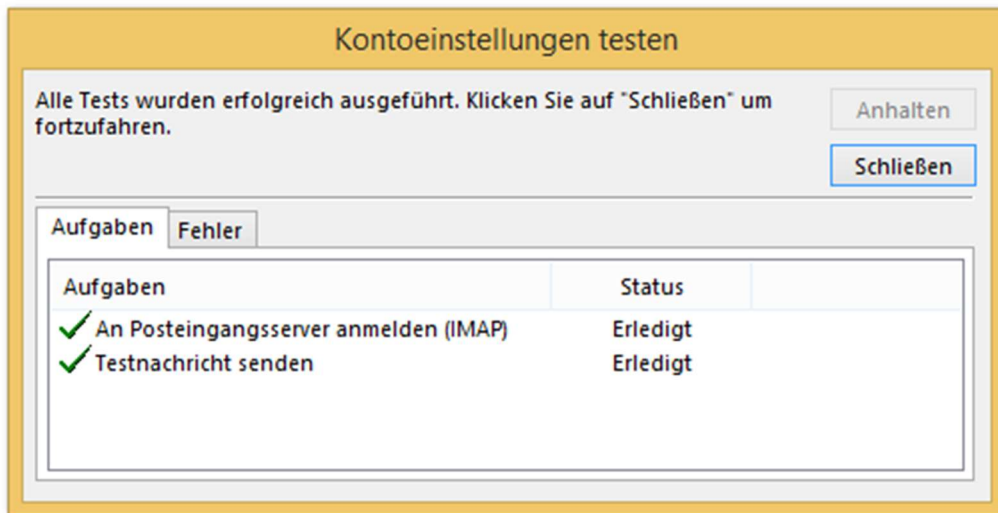 Kontoeinstellungen testen
Alle Tests wurden erfolgreich ausgeführt. Klicken Sie auf "Schließen" um
fortzufahren.
Anhalten
Schließen
Aufgaben Fehler
Aufgaben Status
An Posteingangsserver anmelden (IMAP) Erledigt
Testnachricht senden Erledigt